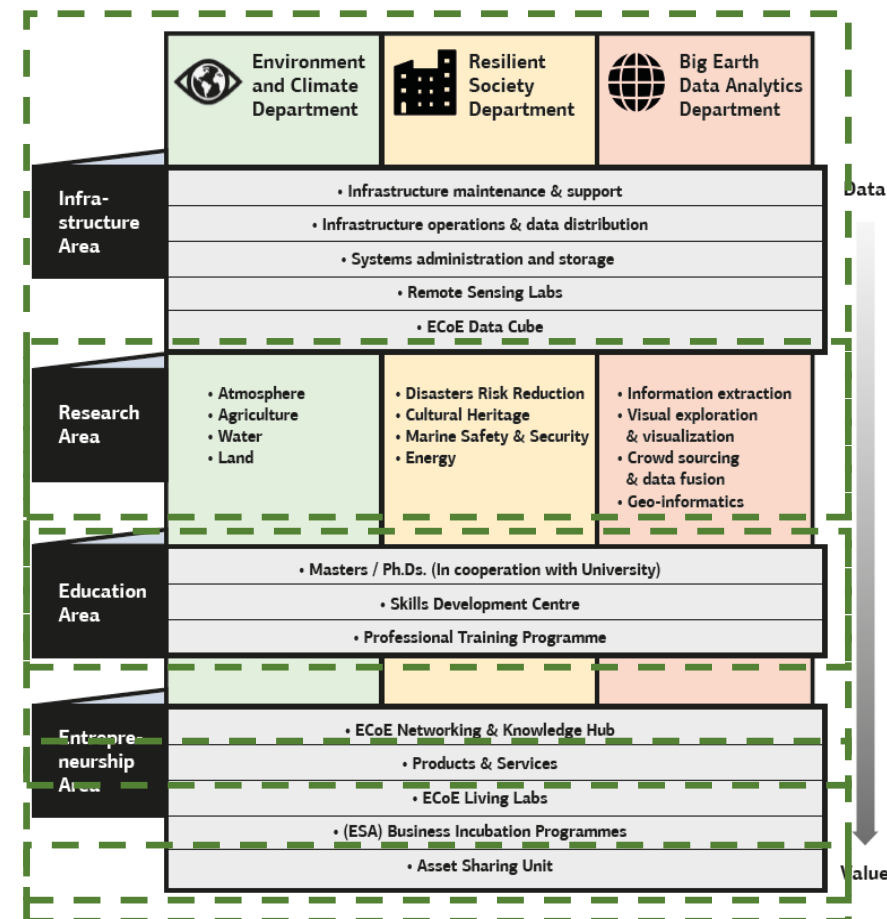 Environment
and Climate
Department
Resilient
Society
Department
Big Earth
Data Analytics
Department
Infra-
structure
Area
• Infrastructure maintenance & support
• Infrastructure operations & data distribution
• Systems administration and storage
• Remote Sensing Labs
• ECoE Data Cube
Data
Research
Area
• Atmosphere
• Agriculture
• Water
• Land
• Disasters Risk Reduction
• Cultural Heritage
• Marine Safety & Security
• Energy
• Information extraction
• Visual exploration
& visualization
• Crowd sourcing
& data fusion
• Geo-informatics
Education
Area
• Masters / Ph.Ds. (In cooperation with University)
• Skills Development Centre
• Professional Training Programme
Entrepre-
neurship
Area
• ECoE Networking & Knowledge Hub
• Products & Services
• ECoE Living Labs
• (ESA) Business Incubation Programmes
• Asset Sharing Unit
Value